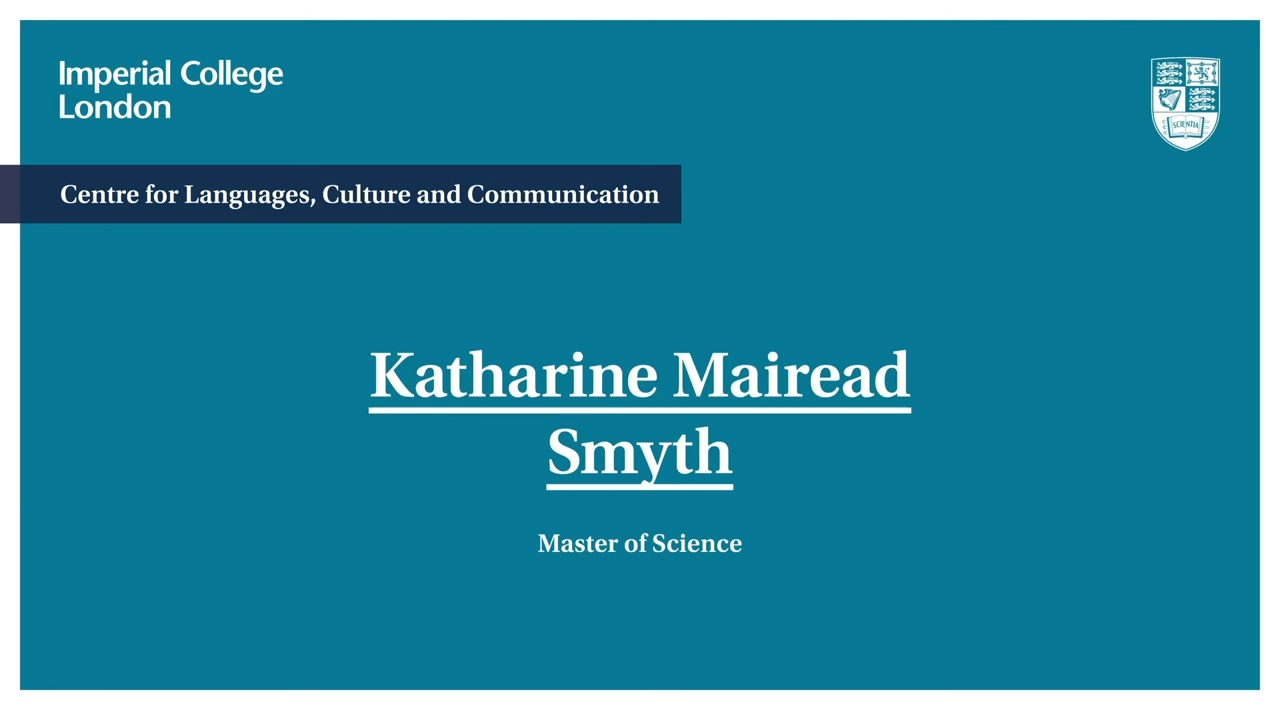 Imperial College
London
SCIENTIA
Centre for Languages, Culture and Communication
Katharine Mairead
Smyth
Master of Science